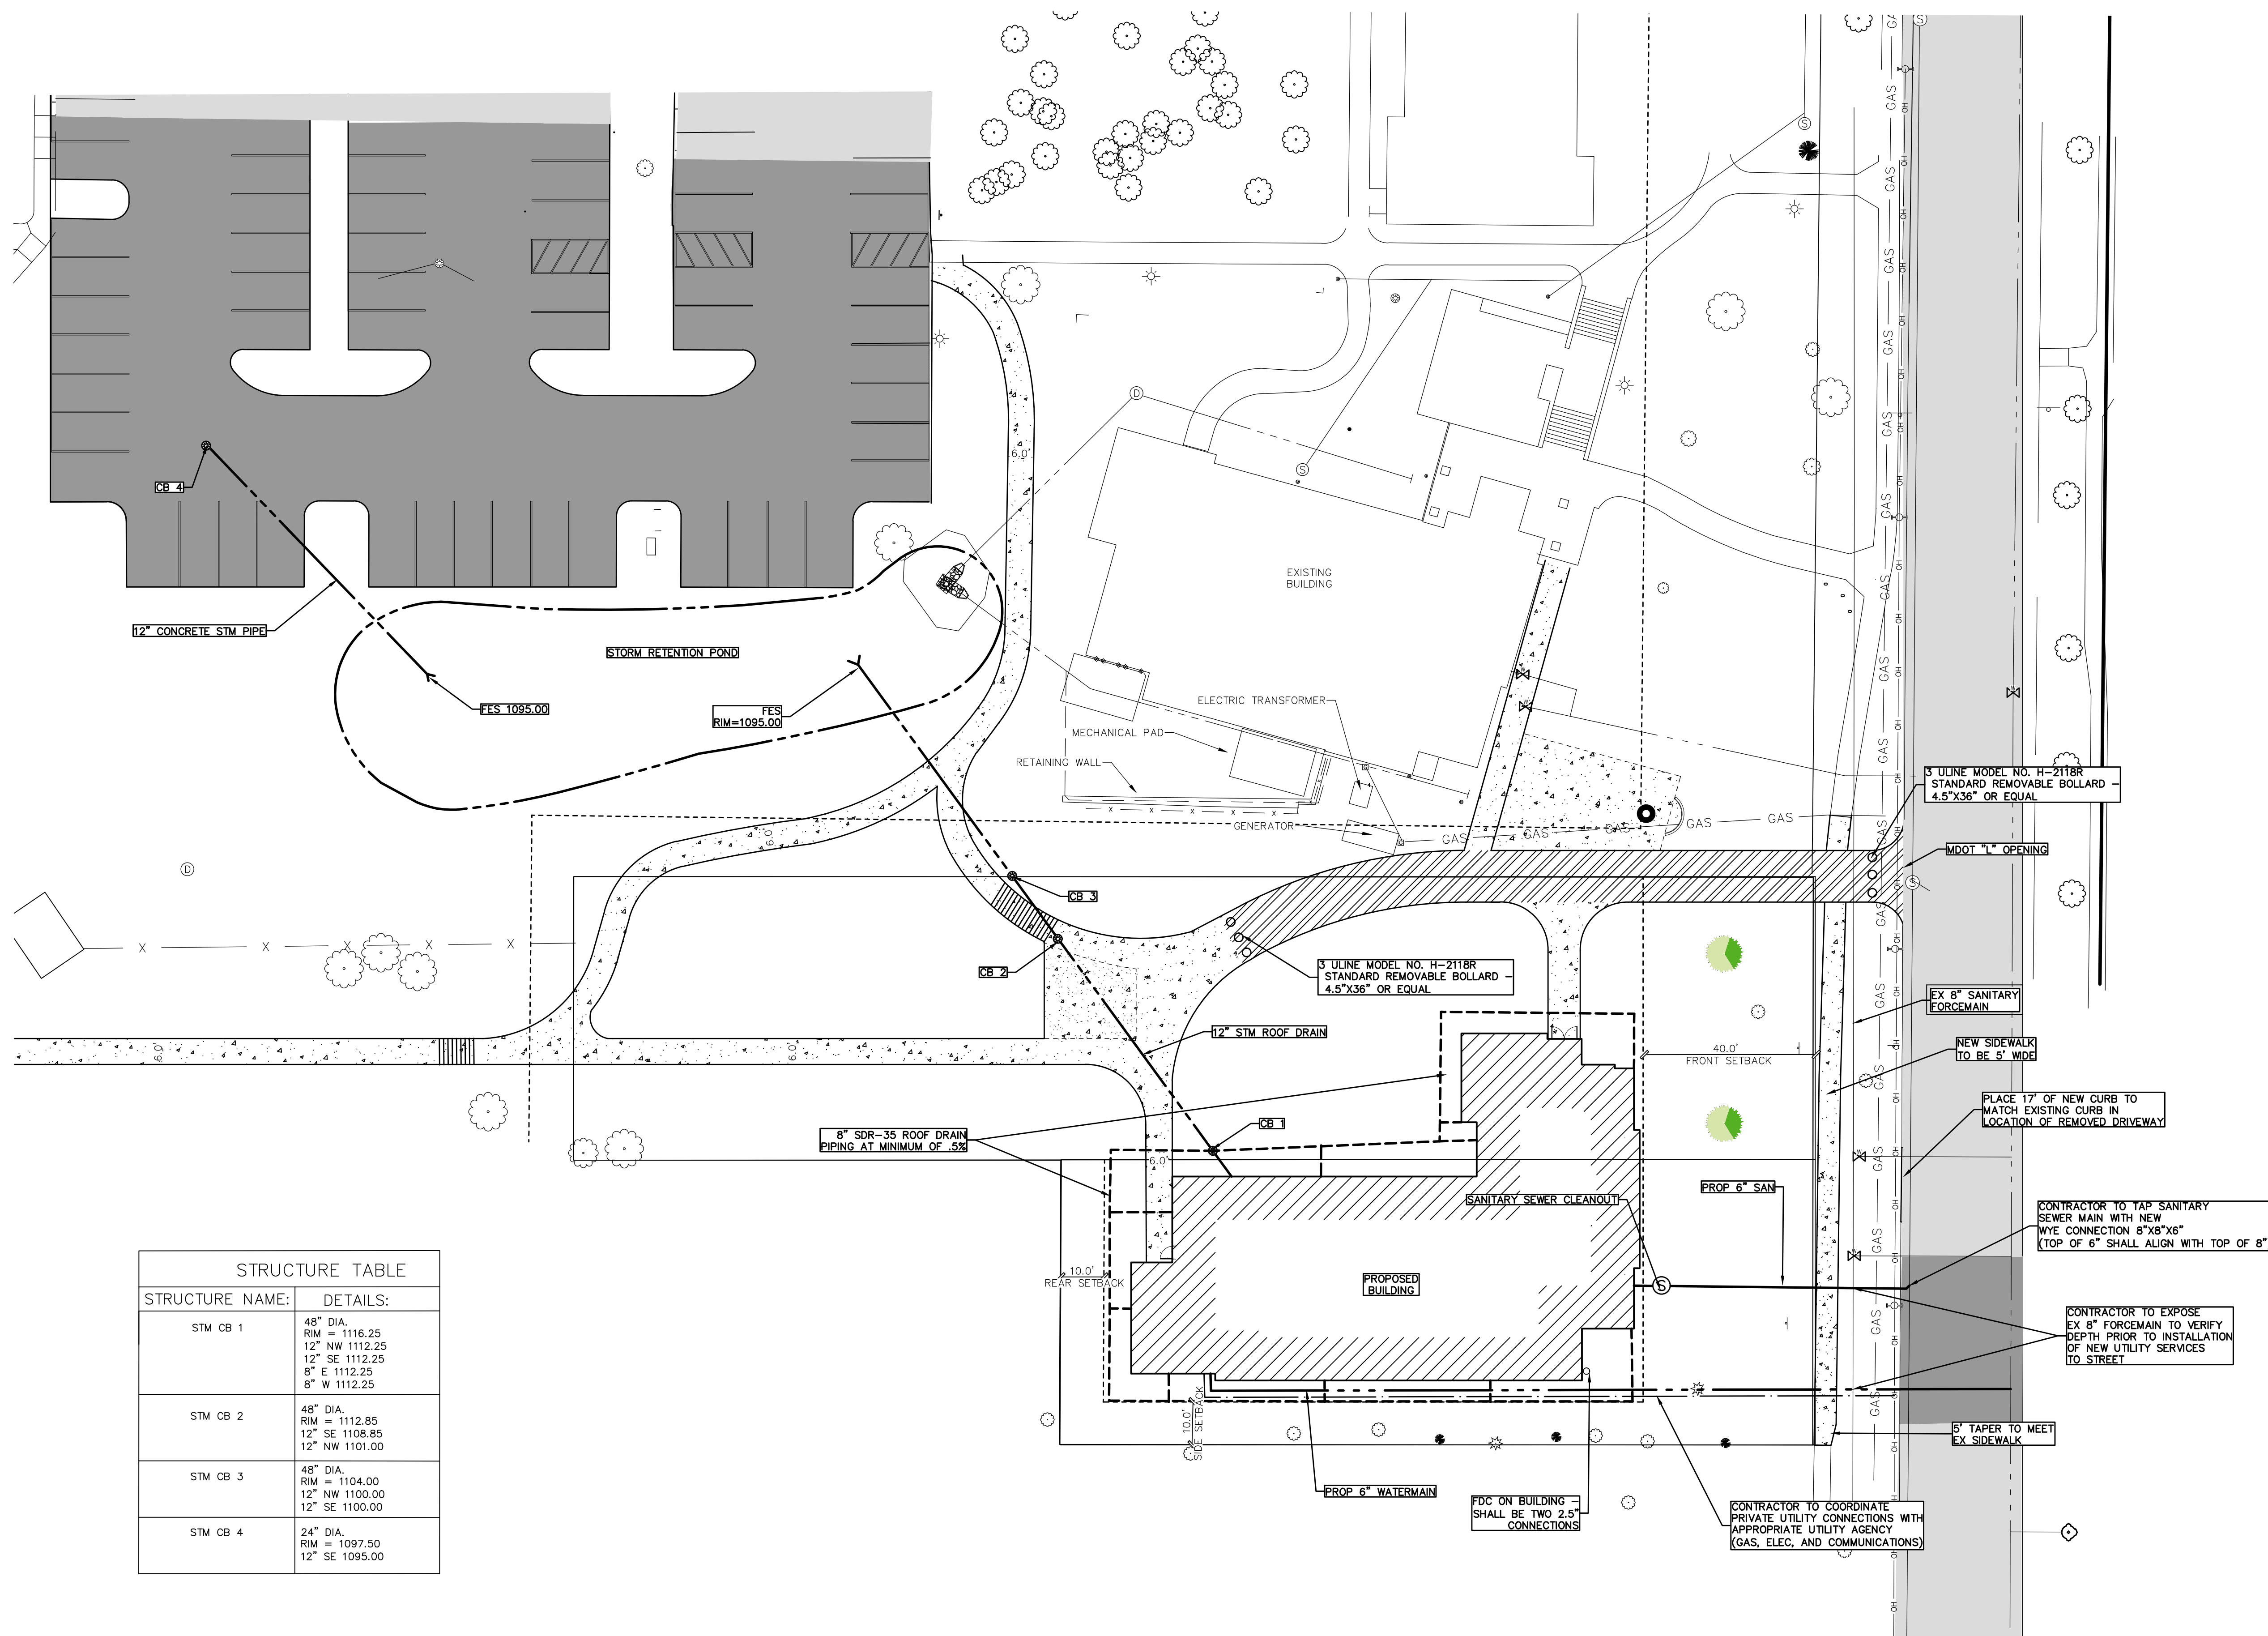 CB 4
12" CONCRETE STM PIPE
STORM RETENTION POND
FES 1095.00
FES
RIM=1095.00
6.0'
EXISTING
BUILDING
ELECTRIC TRANSFORMER
MECHANICAL PAD
RETAINING WALL
GENERATOR
GAS
GAS
GAS
GAS
GAS
3 ULINE MODEL NO. H-2118R
STANDARD REMOVABLE BOLLARD -
4.5"X36" OR EQUAL
MDOT "L" OPENING
6.0'
CB 3
CB 2
3 ULINE MODEL NO. H-2118R
STANDARD REMOVABLE BOLLARD -
4.5"X36" OR EQUAL
EX 8" SANITARY
FORCEMAIN
12" STM ROOF DRAIN
6.0'
6.0'
40.0'
FRONT SETBACK
NEW SIDEWALK
TO BE 5' WIDE
PLACE 17' OF NEW CURB TO
MATCH EXISTING CURB IN
LOCATION OF REMOVED DRIVEWAY
8" SDR-35 ROOF DRAIN
PIPING AT MINIMUM OF .5%
CB 1
6.0'
SANITARY SEWER CLEANOUT
PROP 6" SAN
CONTRACTOR TO TAP SANITARY
SEWER MAIN WITH NEW
WYE CONNECTION 8"X8"X6"
(TOP OF 6" SHALL ALIGN WITH TOP OF 8"
10.0'
REAR SETBACK
PROPOSED
BUILDING
S
CONTRACTOR TO EXPOSE
EX 8" FORCEMAIN TO VERIFY
DEPTH PRIOR TO INSTALLATION
OF NEW UTILITY SERVICES
TO STREET
10.0'
SIDE SETBACK
5' TAPER TO MEET
EX SIDEWALK
PROP 6" WATERMAIN
FDC ON BUILDING -
SHALL BE TWO 2.5"
CONNECTIONS
CONTRACTOR TO COORDINATE
PRIVATE UTILITY CONNECTIONS WITH
APPROPRIATE UTILITY AGENCY
(GAS, ELEC, AND COMMUNICATIONS)
STRUCTURE TABLE
STRUCTURE NAME: DETAILS:
STM CB 1
48" DIA.
RIM = 1116.25
12" NW 1112.25
12" SE 1112.25
8" E 1112.25
8" W 1112.25
STM CB 2
48" DIA.
RIM = 1112.85
12" SE 1108.85
12" NW 1101.00
STM CB 3
48" DIA.
RIM = 1104.00
12" NW 1100.00
12" SE 1100.00
STM CB 4
24" DIA.
RIM = 1097.50
12" SE 1095.00